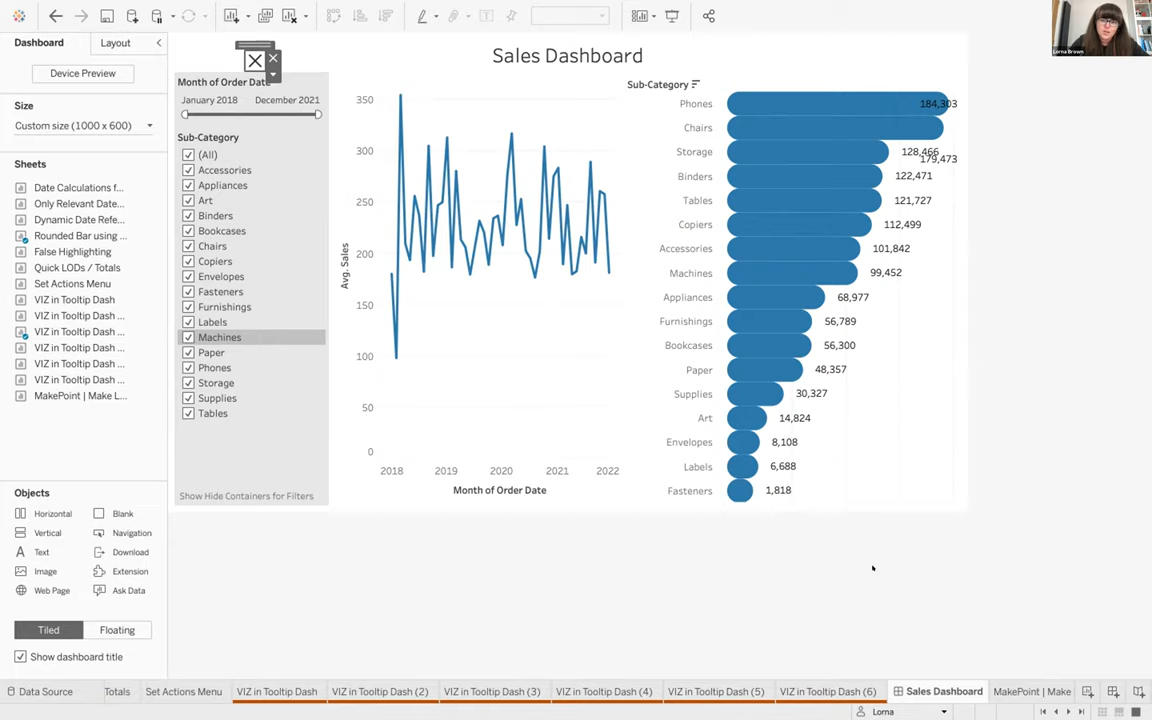 Lorna Brown
Dashboard
Layout
Device Preview
Size
Custom size (1000 x 600)
Sheets
Date Calculations f...
Only Relevant Date...
Dynamic Date Refe...
Rounded Bar using ...
False Highlighting
Quick LODs / Totals
Set Actions Menu
VIZ in Tooltip Dash
VIZ in Tooltip Dash ...
VIZ in Tooltip Dash ...
VIZ in Tooltip Dash ...
VIZ in Tooltip Dash ...
VIZ in Tooltip Dash ...
MakePoint | Make L...
Objects
Horizontal
Blank
Vertical
Navigation
Text
Download
Image
Extension
Web Page
Ask Data
Tiled
Floating
Show dashboard title
Month of Order Date
January 2018
December 2021
Sub-Category
(All)
Accessories
Appliances
Art
Binders
Bookcases
Chairs
Copiers
Envelopes
Fasteners
Furnishings
Labels
Machines
Paper
Phones
Storage
Supplies
Tables
Show Hide Containers for Filters
Sales Dashboard
350
300
250
200
150
100
50
0
Avg. Sales
2018 2019 2020 2021 2022
Month of Order Date
Sub-Category
Phones 184,303
Chairs 179,473
Storage 128,466
Binders 122,471
Tables 121,727
Copiers 112,499
Accessories 101,842
Machines 99,452
Appliances 68,977
Furnishings 56,789
Bookcases 56,300
Paper 48,357
Supplies 30,327
Art 14,824
Envelopes 8,108
Labels 6,688
Fasteners 1,818
Data Source
Totals
Set Actions Menu
VIZ in Tooltip Dash
VIZ in Tooltip Dash (2)
VIZ in Tooltip Dash (3)
VIZ in Tooltip Dash (4)
VIZ in Tooltip Dash (5)
VIZ in Tooltip Dash (6)
Sales Dashboard
MakePoint | Make
Lorna